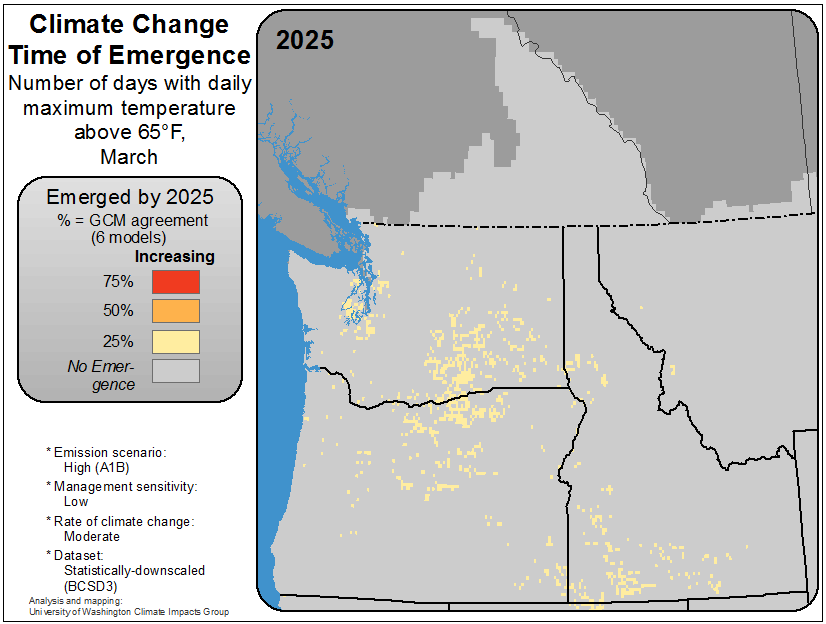 Climate Change
Time of Emergence
Number of days with daily
maximum temperature
above 65°F,
March
2025
Emerged by 2025
% = GCM agreement
(6 models)
Increasing
75%
50%
25%
No Emer-
gence
* Emission scenario:
High (A1B)
* Management sensitivity:
Low
* Rate of climate change:
Moderate
* Dataset:
Statistically-downscaled
(BCSD3)
Analysis and mapping:
University of Washington Climate Impacts Group